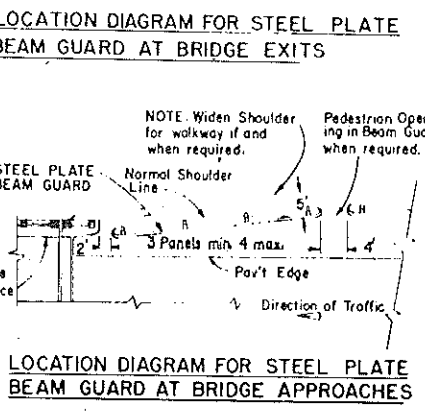 LOCATION DIAGRAM FOR STEEL PLATE
BEAM GUARD AT BRIDGE EXITS
NOTE. Widen Shoulder
for walkway if and
when required.
Pedestrian Open
ing in Beam Gua
when required.
STEEL PLATE
BEAM GUARD
Normal Shoulder
Line
5'
2'
3 Panels min. 4 max.
4'
Pav't Edge
Direction of Traffic
LOCATION DIAGRAM FOR STEEL PLATE
BEAM GUARD AT BRIDGE APPROACHES